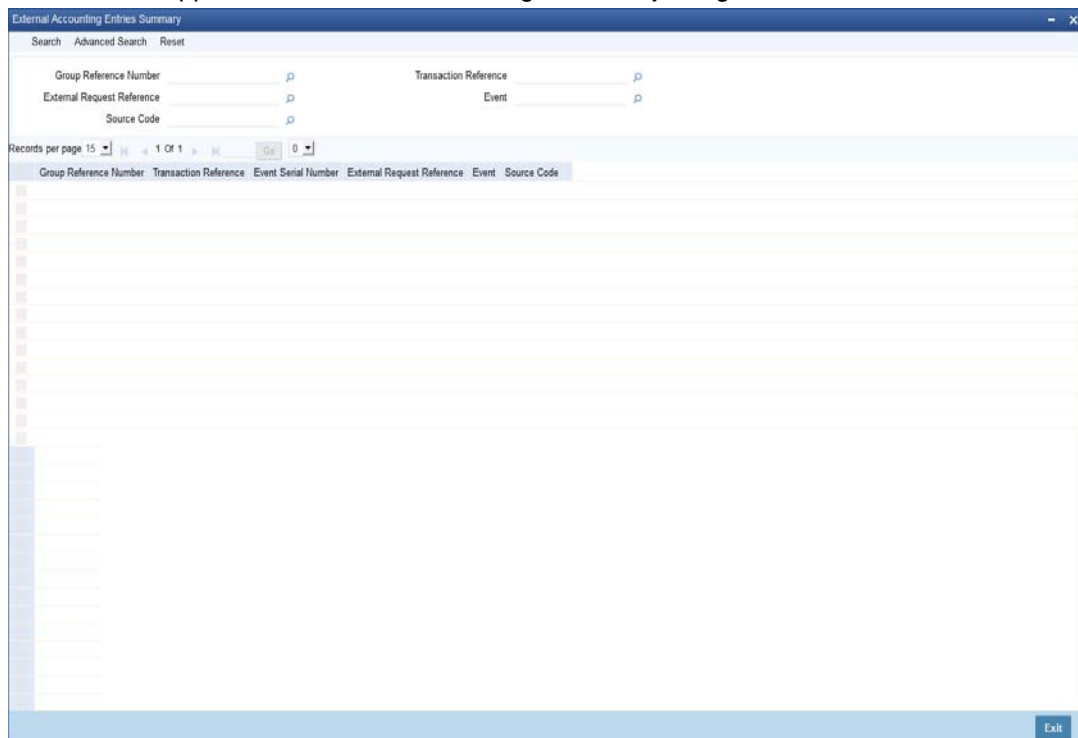 External Accounting Entries Summary
Search Advanced Search Reset
Group Reference Number Transaction Reference
External Request Reference Event
Source Code
Records per page 15 1 Of 1 Go 0
Group Reference Number Transaction Reference Event Serial Number External Request Reference Event Source Code
Exit